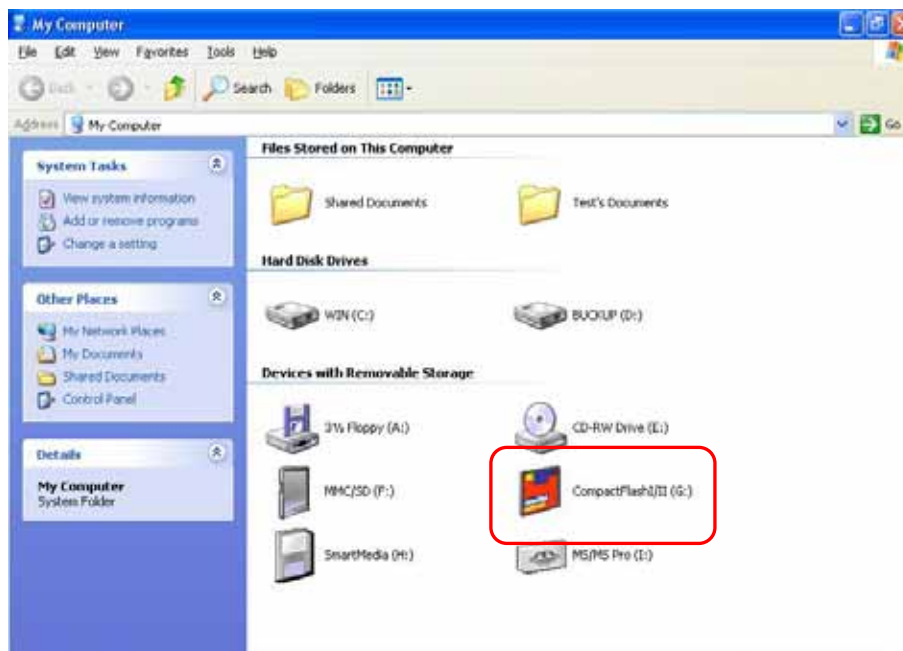 My Computer
File Edit View Favorites Tools Help
Back Search Folders
Address My Computer Go
System Tasks
View system information
Add or remove programs
Change a setting
Other Places
My Network Places
My Documents
Shared Documents
Control Panel
Details
My Computer
System Folder
Files Stored on This Computer
Shared Documents Test's Documents
Hard Disk Drives
WIN (C:) BUCKUP (D:)
Devices with Removable Storage
3½ Floppy (A:) CD-RW Drive (E:)
MMC/SD (F:) CompactFlashI/II (G:)
SmartMedia (H:) MS/MS Pro (I:)